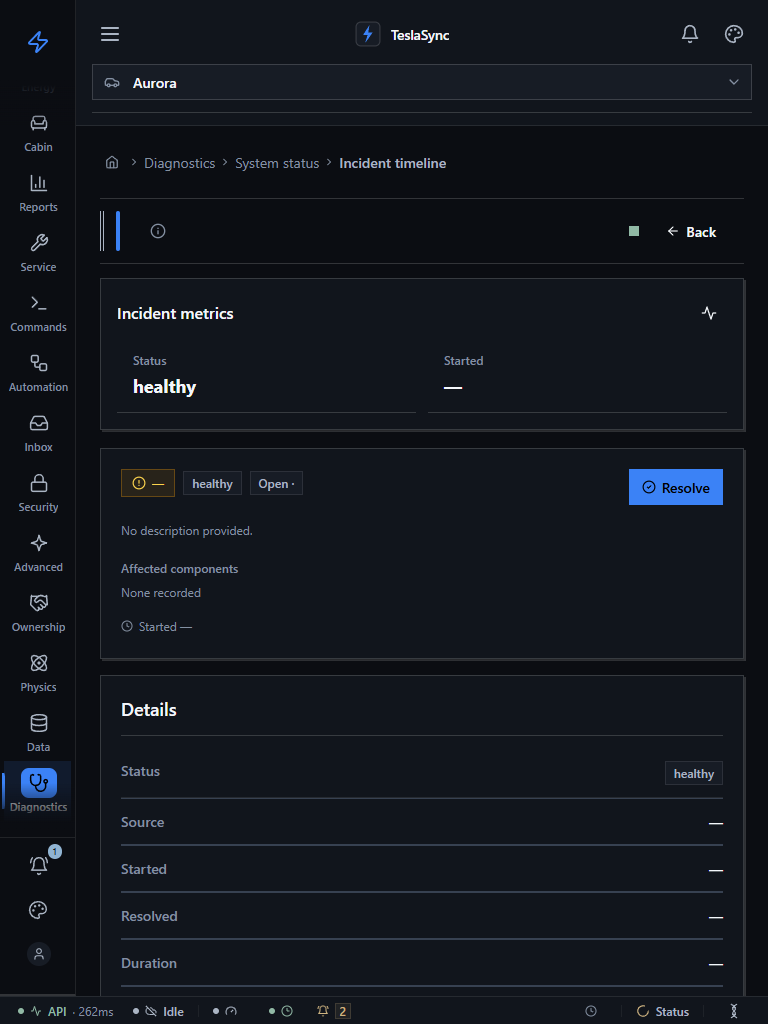 TeslaSync
Aurora
Cabin
Reports
Service
Commands
Automation
Inbox
Security
Advanced
Ownership
Physics
Data
Diagnostics
1
Diagnostics > System status > Incident timeline
Back
Incident metrics
Status
healthy
Started
—
—
healthy
Open ·
Resolve
No description provided.
Affected components
None recorded
Started —
Details
Status healthy
Source —
Started —
Resolved —
Duration —
API · 262ms Idle 2 Status